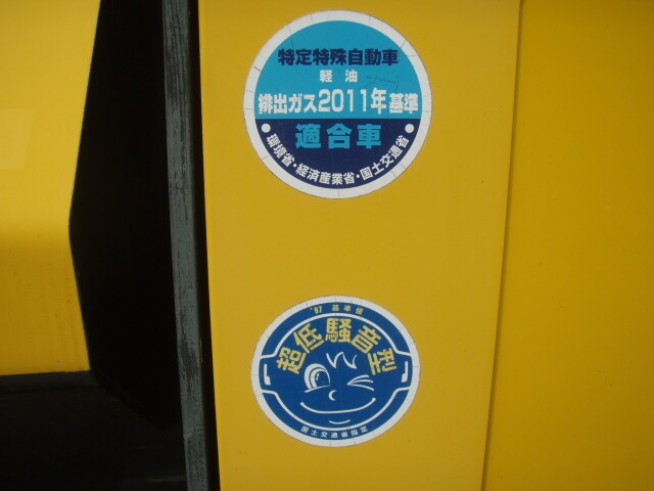 特定特殊自動車
軽油
排出ガス2011年基準
適合車
•環境省・経済産業省・国土交通省•
'97 基準値
超低騒音型
国土交通省指定